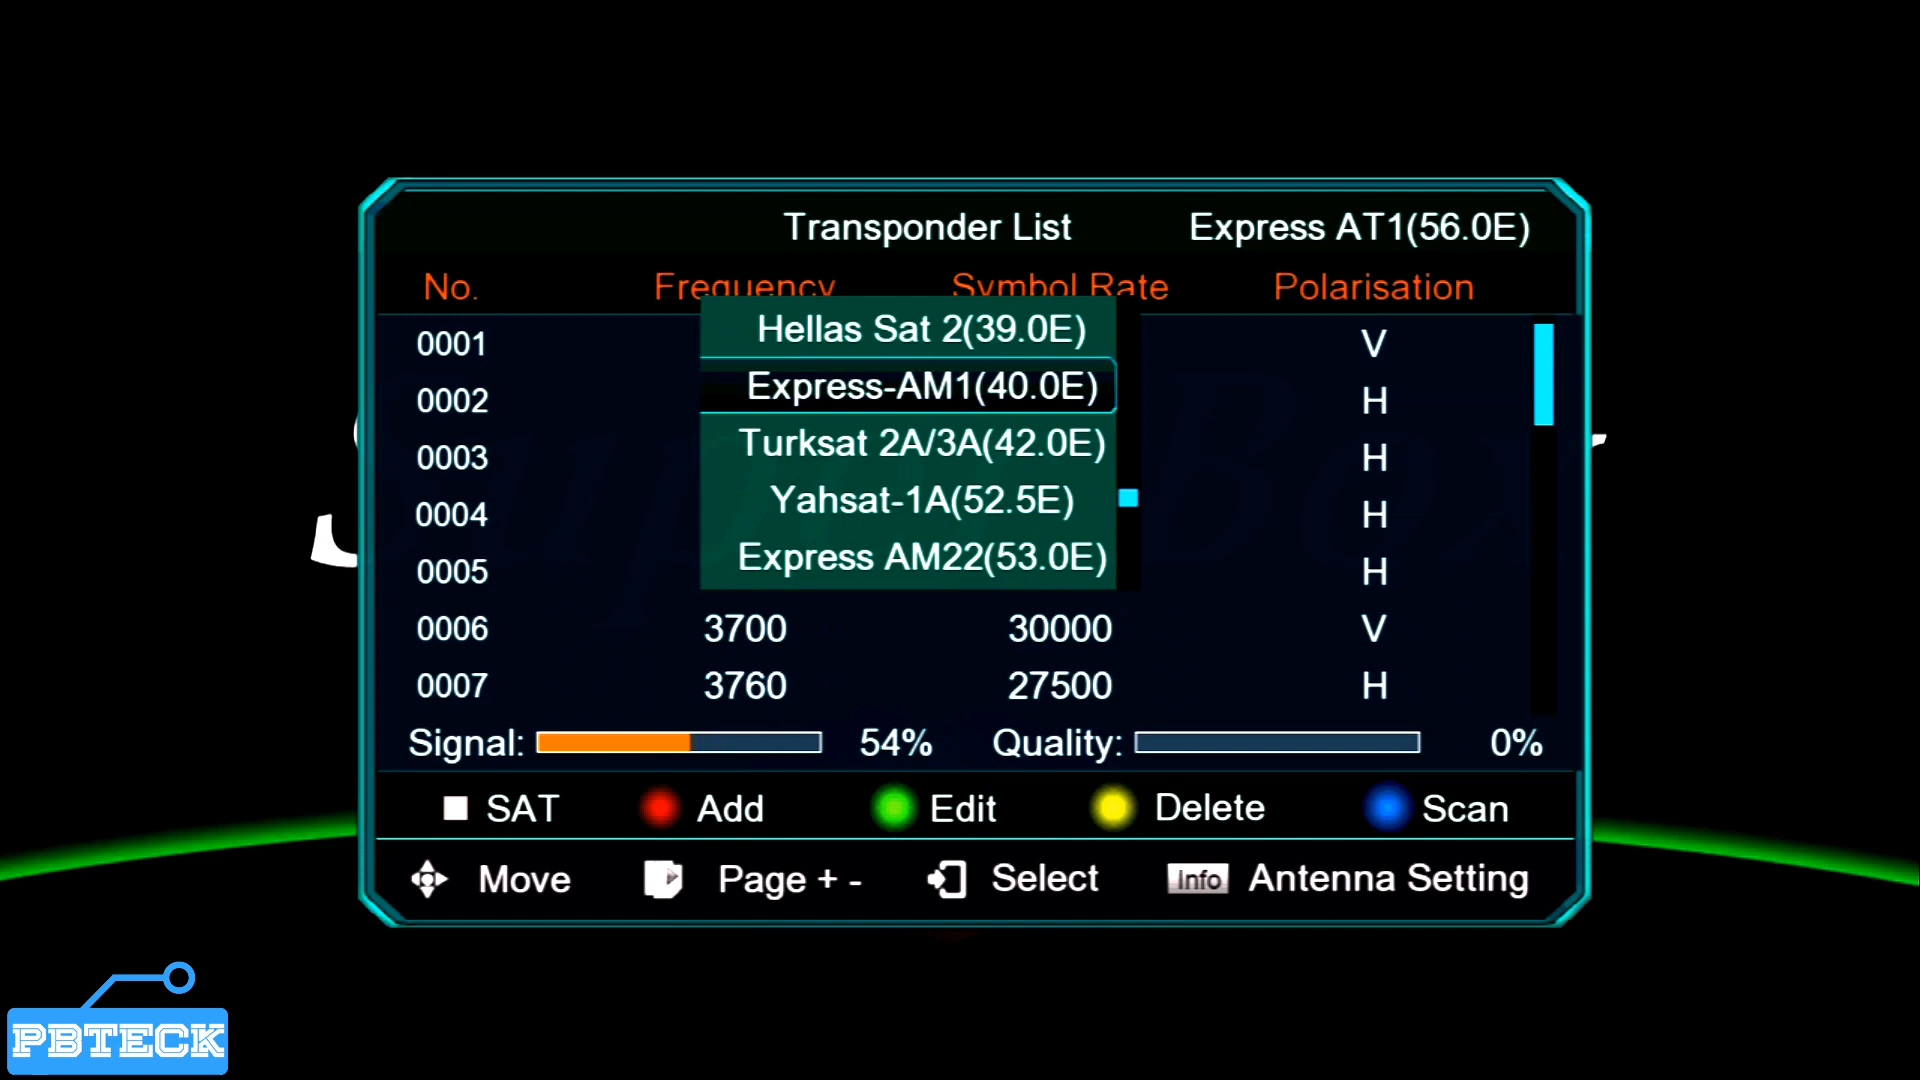 Transponder List Express AT1(56.0E)
No. Frequency Symbol Rate Polarisation
0001 V
Hellas Sat 2(39.0E)
0002 H
Express-AM1(40.0E)
0003 H
Turksat 2A/3A(42.0E)
0004 H
Yahsat-1A(52.5E)
0005 H
Express AM22(53.0E)
0006 3700 30000 V
0007 3760 27500 H
Signal: 54% Quality: 0%
SAT Add Edit Delete Scan
Move Page + - Select Info Antenna Setting
PBTECK